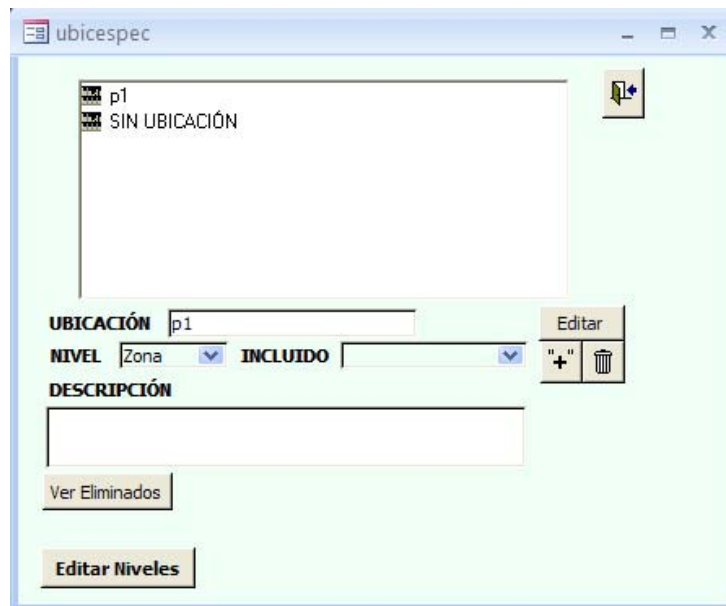 ubicespec
p1
SIN UBICACIÓN
UBICACIÓN p1 Editar
NIVEL Zona INCLUIDO "+"
DESCRIPCIÓN
Ver Eliminados
Editar Niveles